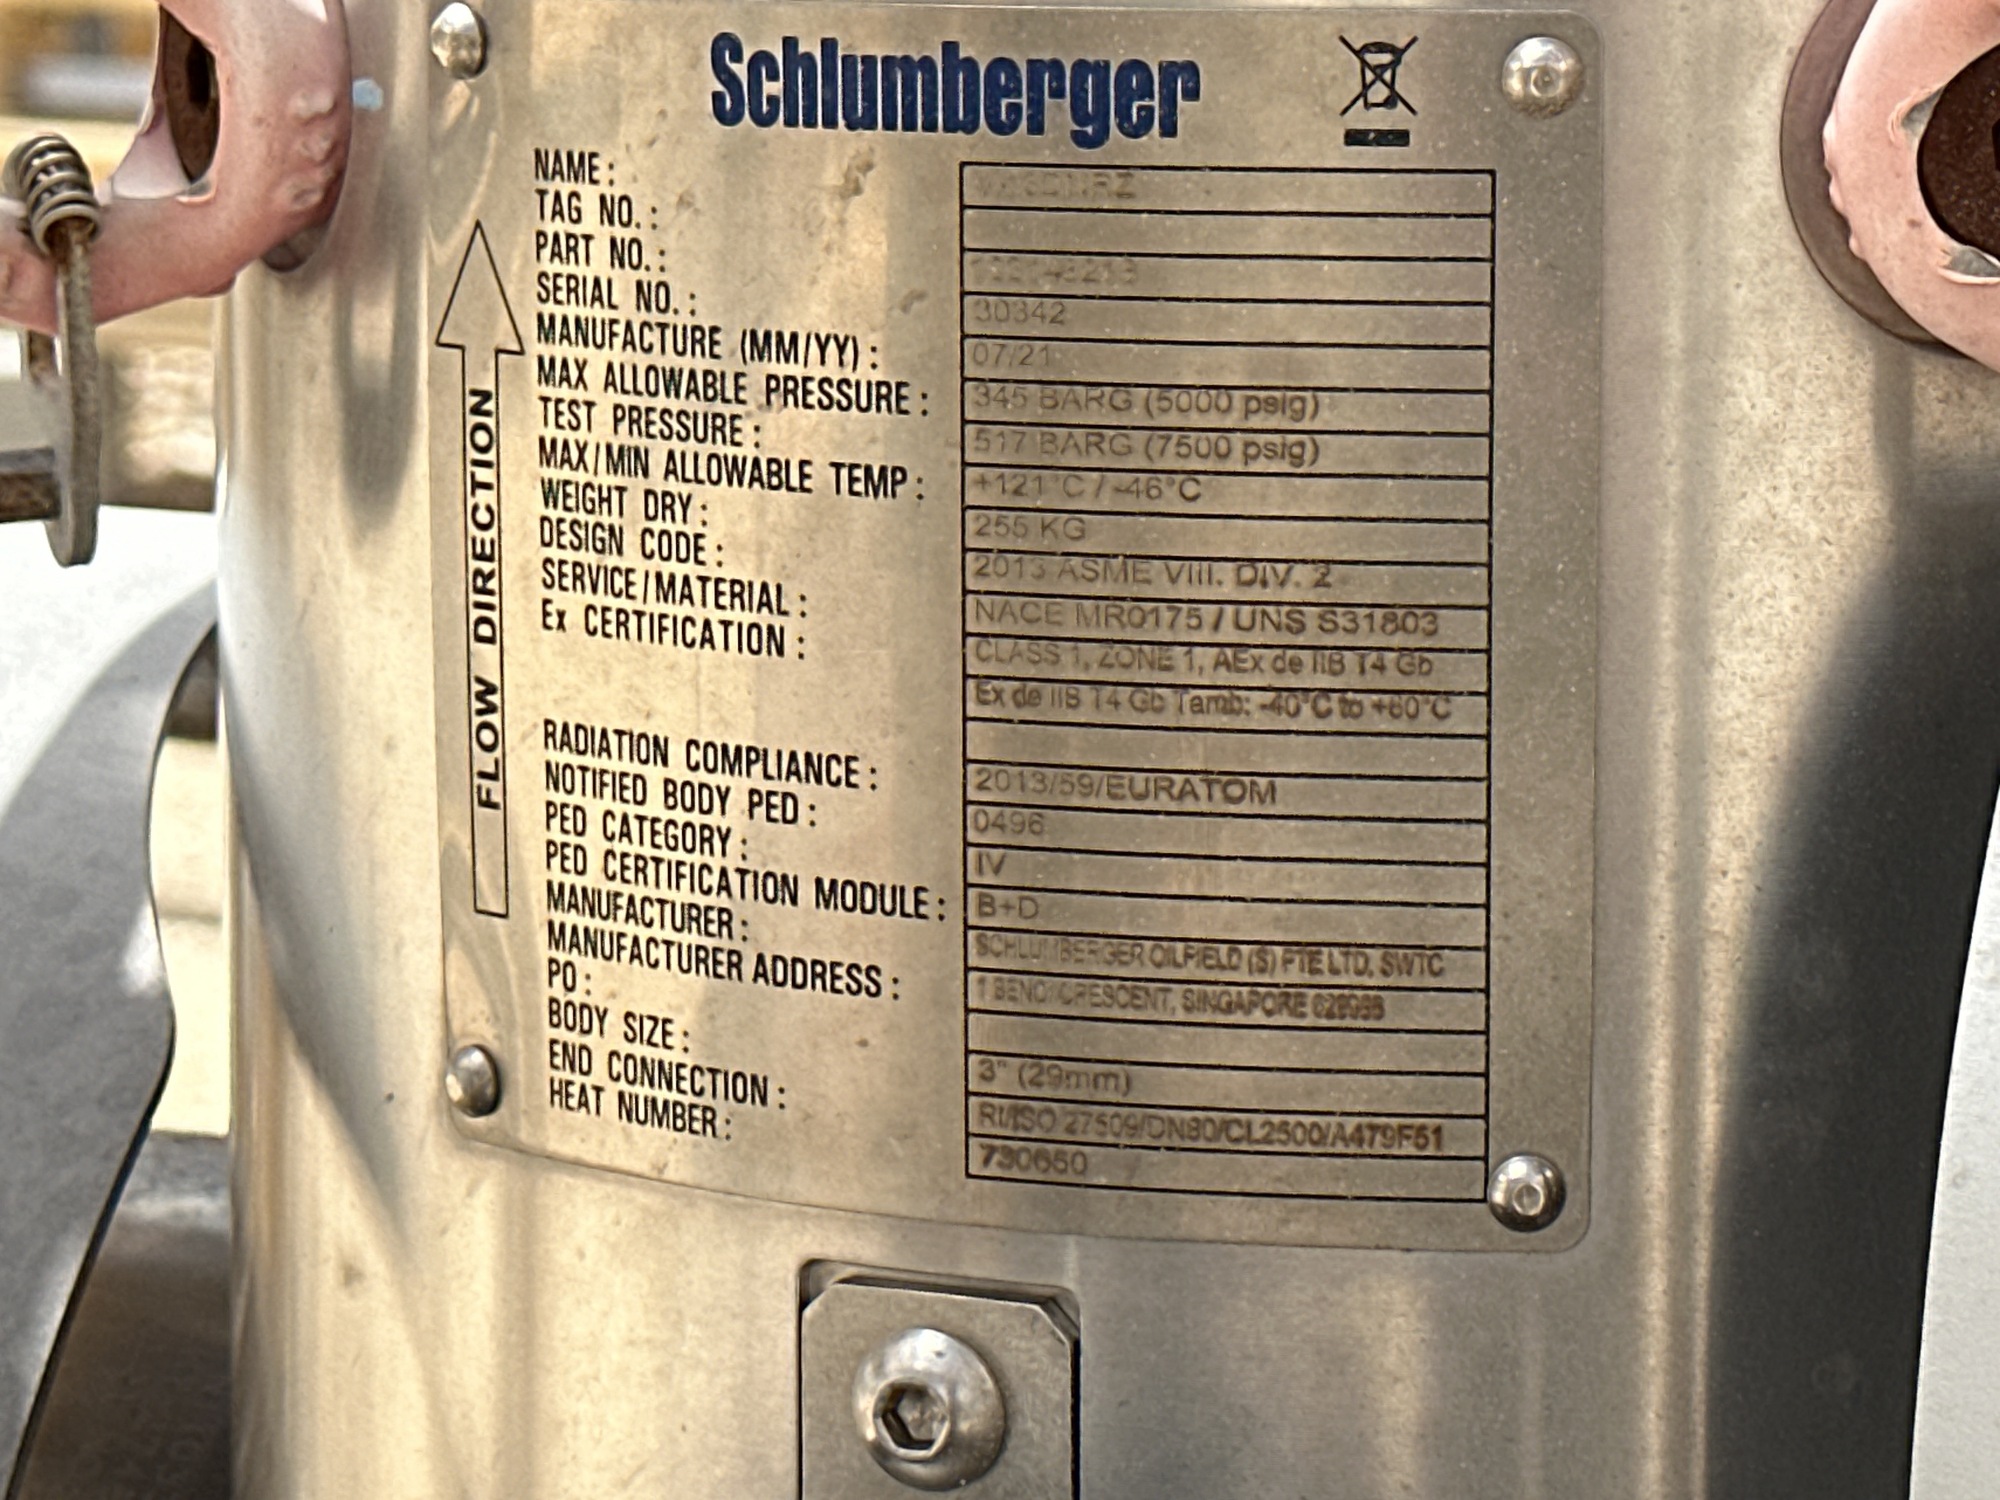 Schlumberger
NAME :
TAG NO. :
PART NO. :
SERIAL NO. : 30342
MANUFACTURE (MM/YY) : 07/21
MAX ALLOWABLE PRESSURE : 345 BARG (5000 psig)
TEST PRESSURE : 517 BARG (7500 psig)
MAX/MIN ALLOWABLE TEMP : +121°C / -46°C
WEIGHT DRY : 255 KG
DESIGN CODE : 2013 ASME VIII. DIV. 2
SERVICE/MATERIAL : NACE MR0175 / UNS S31803
Ex CERTIFICATION : CLASS 1, ZONE 1, AEx de IIB T4 Gb
Ex de IIB T4 Gb Tamb: -40°C to +60°C
RADIATION COMPLIANCE : 2013/59/EURATOM
NOTIFIED BODY PED : 0496
PED CATEGORY : IV
PED CERTIFICATION MODULE : B+D
MANUFACTURER : SCHLUMBERGER OILFIELD (S) PTE LTD, SWTC
MANUFACTURER ADDRESS : 1 BENOI CRESCENT, SINGAPORE
PO :
BODY SIZE : 3" (29mm)
END CONNECTION : RI/ISO 27509/DN80/CL2500/A479F51
HEAT NUMBER : 730650
FLOW DIRECTION